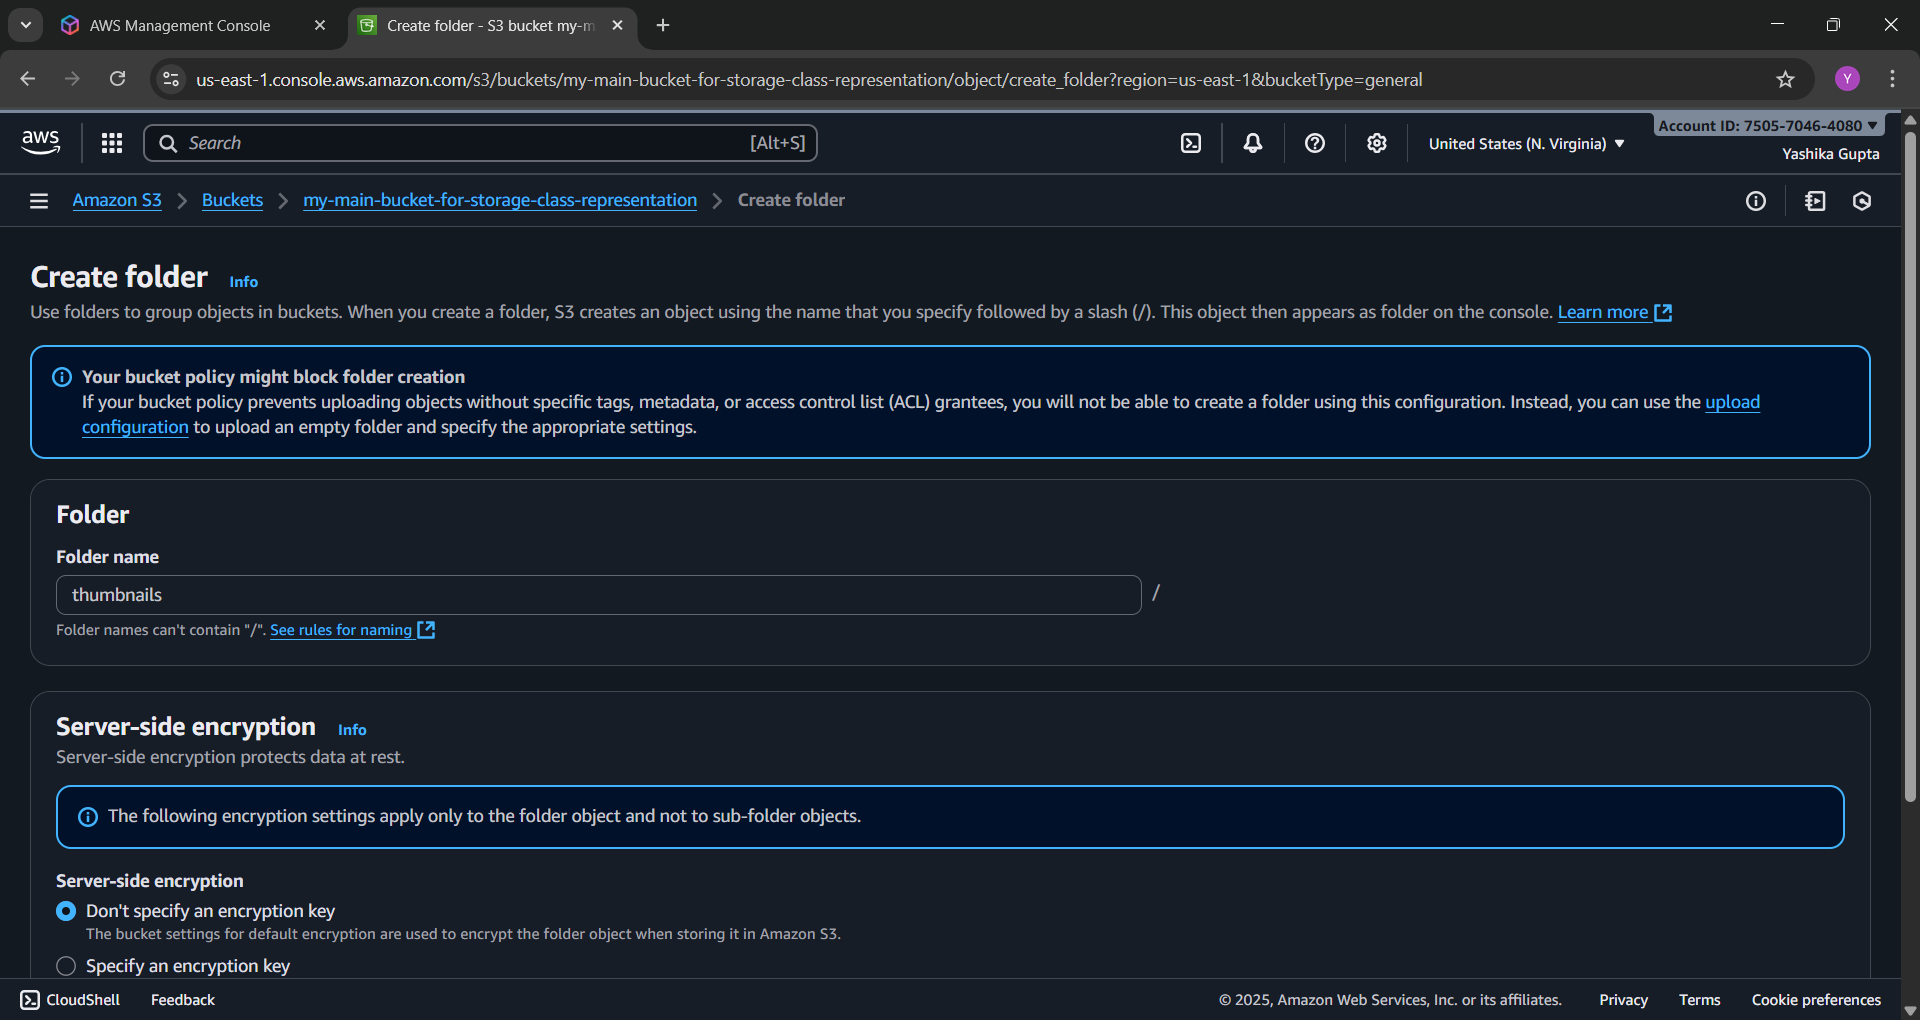 AWS Management Console
Create folder - S3 bucket my-m
us-east-1.console.aws.amazon.com/s3/buckets/my-main-bucket-for-storage-class-representation/object/create_folder?region=us-east-1&bucketType=general
Y
aws
Search
[Alt+S]
United States (N. Virginia)
Account ID: 7505-7046-4080
Yashika Gupta
Amazon S3
Buckets
my-main-bucket-for-storage-class-representation
Create folder
Create folder Info
Use folders to group objects in buckets. When you create a folder, S3 creates an object using the name that you specify followed by a slash (/). This object then appears as folder on the console. Learn more
Your bucket policy might block folder creation
If your bucket policy prevents uploading objects without specific tags, metadata, or access control list (ACL) grantees, you will not be able to create a folder using this configuration. Instead, you can use the upload
configuration to upload an empty folder and specify the appropriate settings.
Folder
Folder name
thumbnails /
Folder names can't contain "/". See rules for naming
Server-side encryption Info
Server-side encryption protects data at rest.
The following encryption settings apply only to the folder object and not to sub-folder objects.
Server-side encryption
Don't specify an encryption key
The bucket settings for default encryption are used to encrypt the folder object when storing it in Amazon S3.
Specify an encryption key
CloudShell Feedback © 2025, Amazon Web Services, Inc. or its affiliates. Privacy Terms Cookie preferences